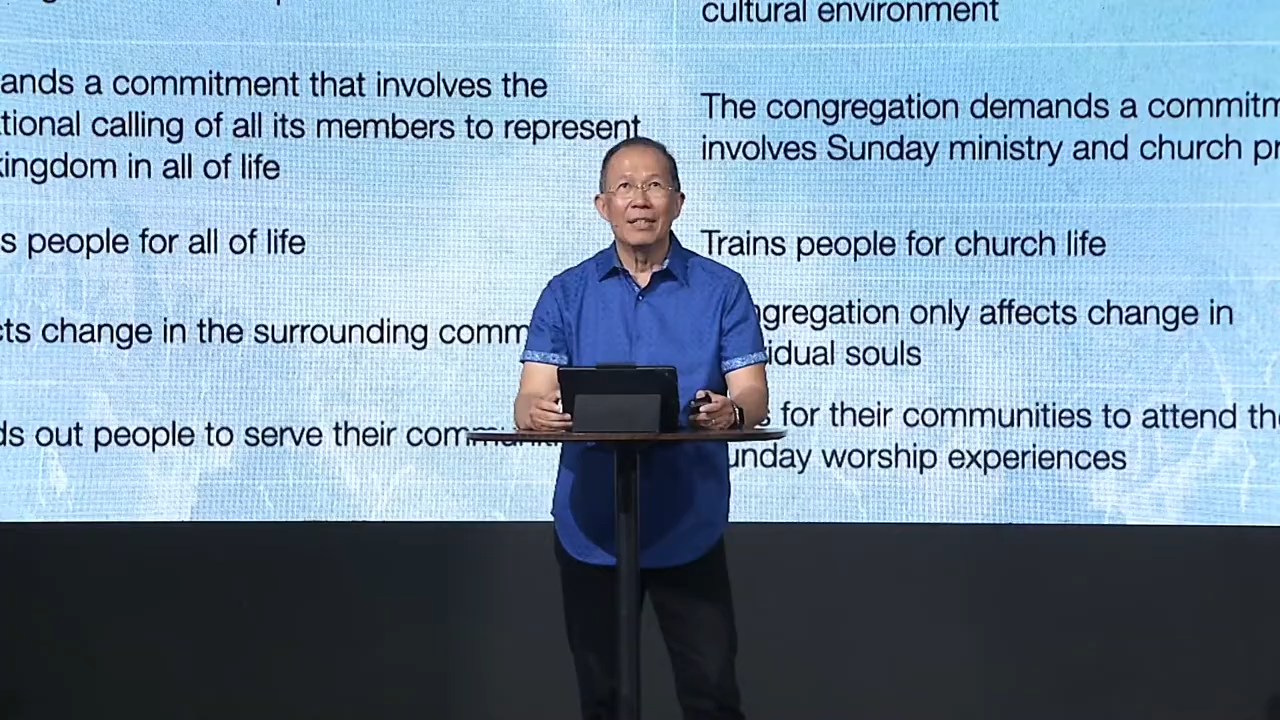 ands a commitment that involves the
tional calling of all its members to represent
kingdom in all of life
s people for all of life
cts change in the surrounding comm
ds out people to serve their communi
cultural environment
The congregation demands a commitm
involves Sunday ministry and church pr
Trains people for church life
ngregation only affects change in
idual souls
s for their communities to attend the
unday worship experiences